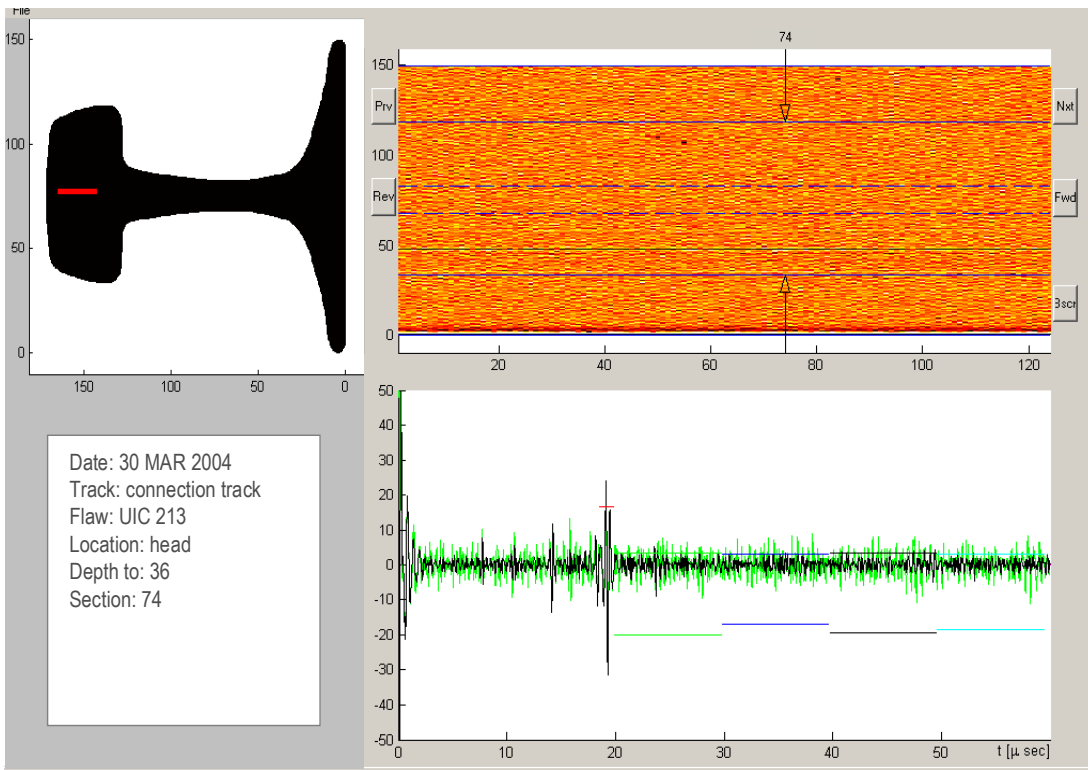 File
150
100
50
0
150
100
50
0
Date: 30 MAR 2004
Track: connection track
Flaw: UIC 213
Location: head
Depth to: 36
Section: 74
74
150
100
50
0
20
40
60
80
100
120
Prv
Rev
Nxt
Fwd
Bscr
50
40
30
20
10
0
-10
-20
-30
-40
-50
0
10
20
30
40
50
t [μ sec]